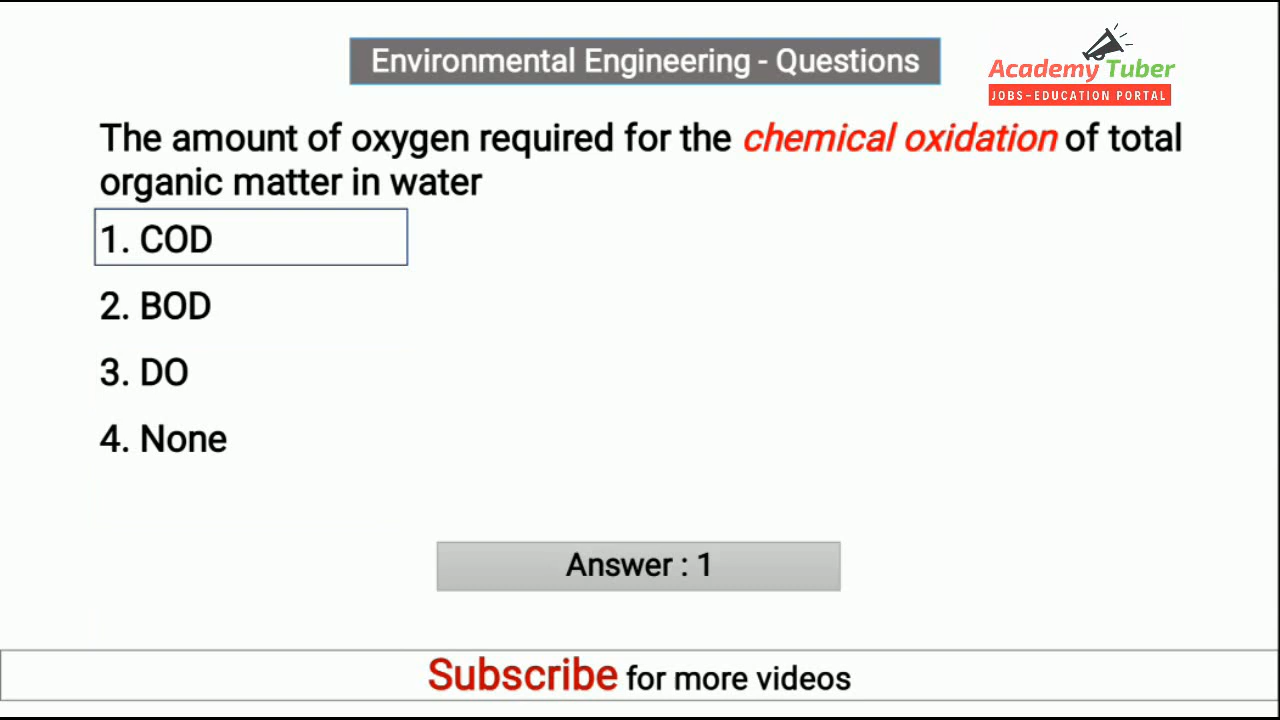 Environmental Engineering - Questions
Academy Tuber
JOBS-EDUCATION PORTAL
The amount of oxygen required for the chemical oxidation of total
organic matter in water
1. COD
2. BOD
3. DO
4. None
Answer : 1
Subscribe for more videos